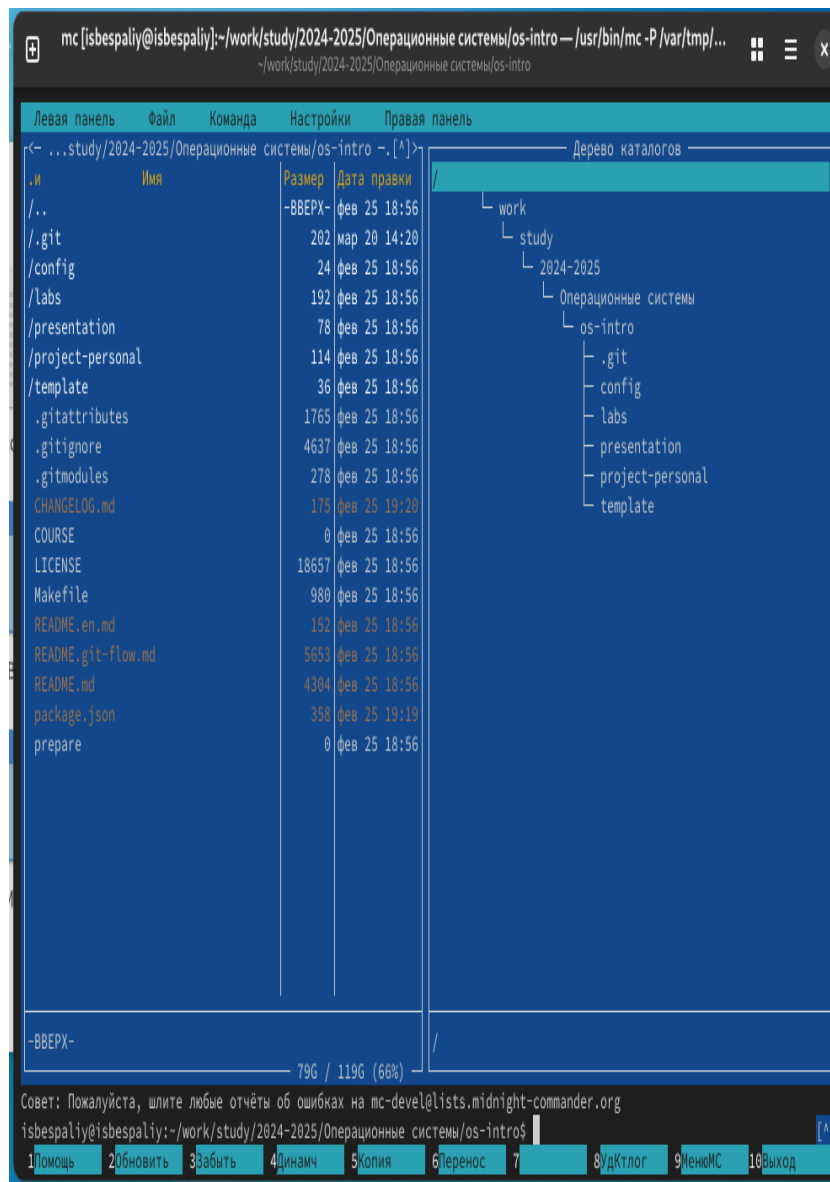 mc [isbespaliy@isbespaliy]:~/work/study/2024-2025/Операционные системы/os-intro — /usr/bin/mc -P /var/tmp/...
~/work/study/2024-2025/Операционные системы/os-intro
Левая панель Файл Команда Настройки Правая панель
<— ...study/2024-2025/Операционные системы/os-intro —.[^]> Дерево каталогов
.и Имя Размер Дата правки /
/.. -ВВЕРХ- фев 25 18:56 work
/.git 202 мар 20 14:20 study
/config 24 фев 25 18:56 2024-2025
/labs 192 фев 25 18:56 Операционные системы
/presentation 78 фев 25 18:56 os-intro
/project-personal 114 фев 25 18:56 .git
/template 36 фев 25 18:56 config
.gitattributes 1765 фев 25 18:56 labs
.gitignore 4637 фев 25 18:56 presentation
.gitmodules 278 фев 25 18:56 project-personal
CHANGELOG.md 175 фев 25 19:20 template
COURSE 0 фев 25 18:56
LICENSE 18657 фев 25 18:56
Makefile 980 фев 25 18:56
README.en.md 152 фев 25 18:56
README.git-flow.md 5653 фев 25 18:56
README.md 4304 фев 25 18:56
package.json 358 фев 25 19:19
prepare 0 фев 25 18:56
-ВВЕРХ- /
79G / 119G (66%)
Совет: Пожалуйста, шлите любые отчёты об ошибках на mc-devel@lists.midnight-commander.org
isbespaliy@isbespaliy:~/work/study/2024-2025/Операционные системы/os-intro$ [^
1Помощь 2Обновить 3Забыть 4Динамч 5Копия 6Перенос 7 8УдКтлог 9МенюМС 10Выход